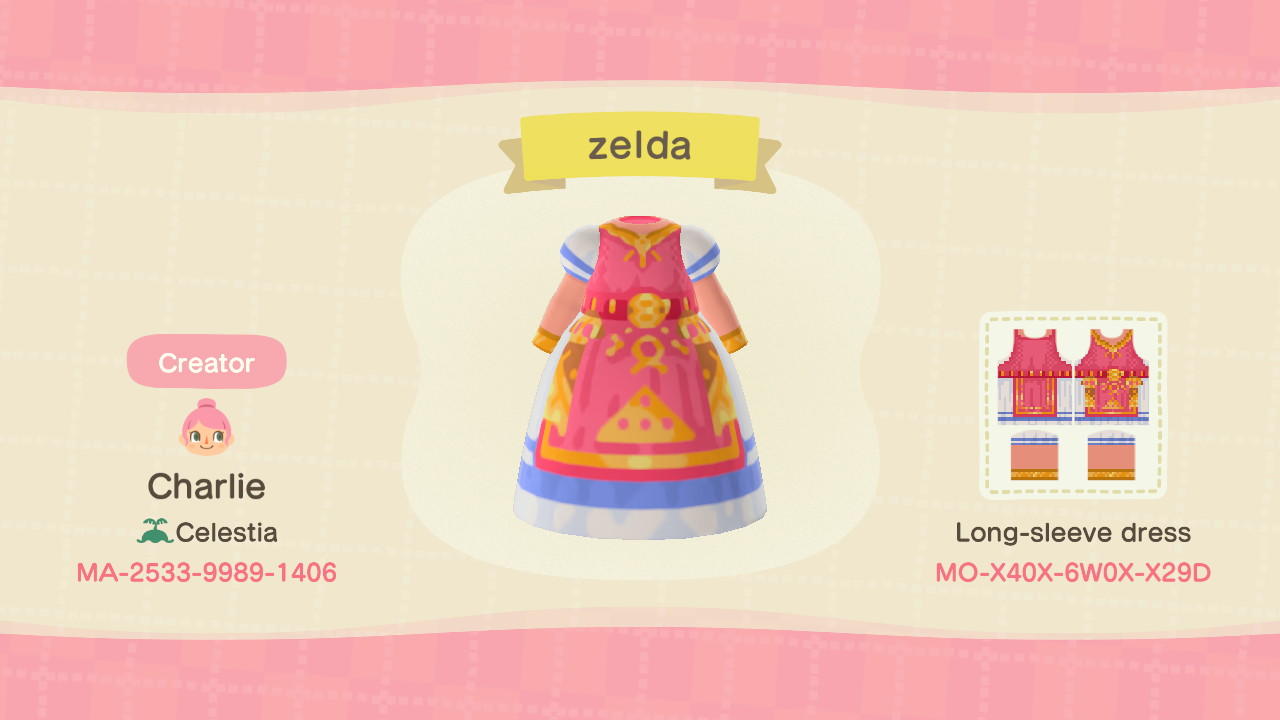 zelda
Creator
Charlie
Celestia
MA-2533-9989-1406
Long-sleeve dress
MO-X40X-6W0X-X29D